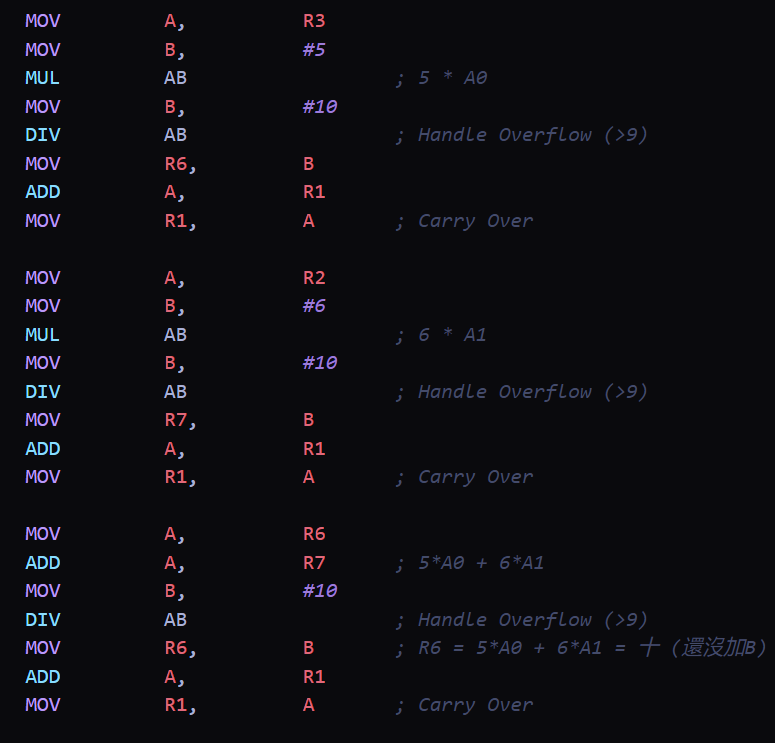 MOV A, R3
MOV B, #5
MUL AB ; 5 * A0
MOV B, #10
DIV AB ; Handle Overflow (>9)
MOV R6, B
ADD A, R1
MOV R1, A ; Carry Over
MOV A, R2
MOV B, #6
MUL AB ; 6 * A1
MOV B, #10
DIV AB ; Handle Overflow (>9)
MOV R7, B
ADD A, R1
MOV R1, A ; Carry Over
MOV A, R6
ADD A, R7 ; 5*A0 + 6*A1
MOV B, #10
DIV AB ; Handle Overflow (>9)
MOV R6, B ; R6 = 5*A0 + 6*A1 = 十 (還沒加B)
ADD A, R1
MOV R1, A ; Carry Over